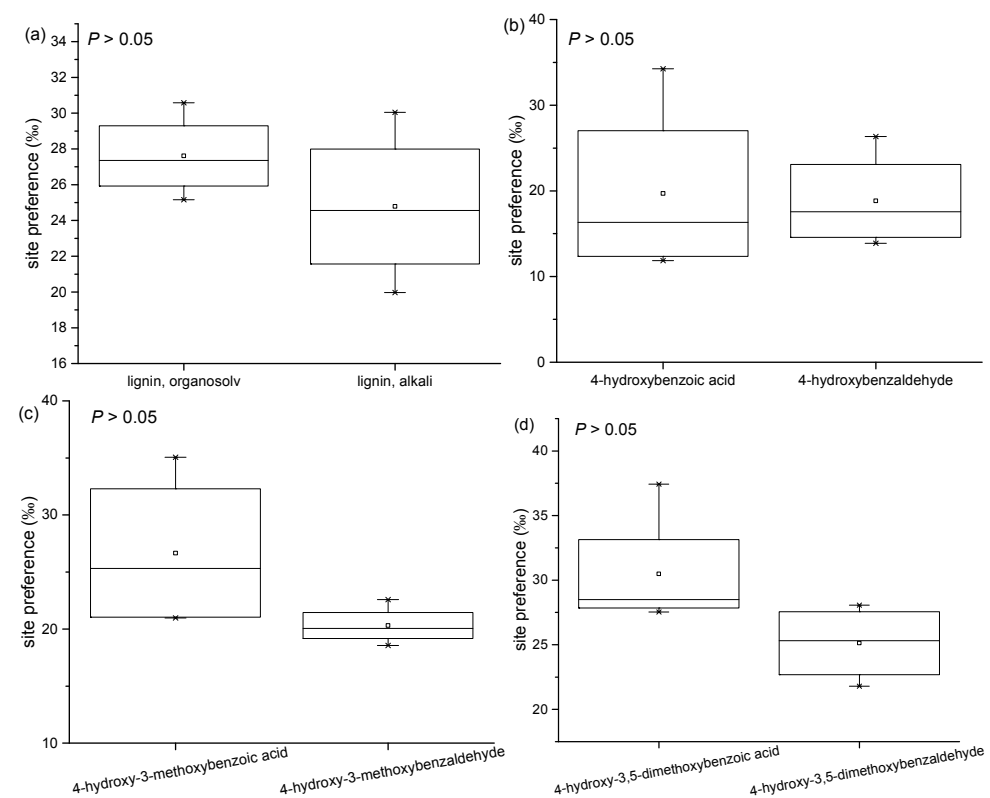 (a)
P > 0.05
site preference (‰)
34
32
30
28
26
24
22
20
18
16
lignin, organosolv
lignin, alkali
(b)
P > 0.05
site preference (‰)
40
30
20
10
0
4-hydroxybenzoic acid
4-hydroxybenzaldehyde
(c)
P > 0.05
site preference (‰)
40
30
20
10
4-hydroxy-3-methoxybenzoic acid
4-hydroxy-3-methoxybenzaldehyde
(d)
P > 0.05
site preference (‰)
40
35
30
25
20
4-hydroxy-3,5-dimethoxybenzoic acid
4-hydroxy-3,5-dimethoxybenzaldehyde